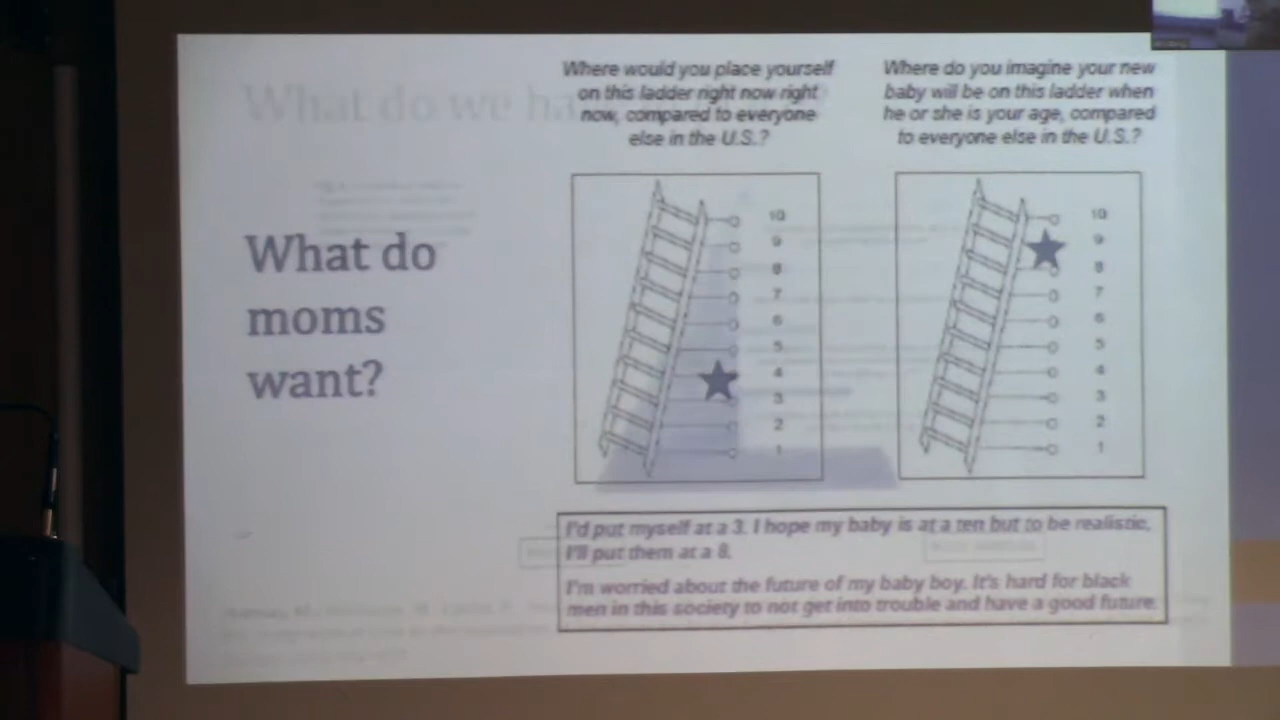 What do we ha
What do
moms
want?
Where would you place yourself
on this ladder right now right
now, compared to everyone
else in the U.S.?
10
9
8
7
6
5
4
3
2
1
Where do you imagine your new
baby will be on this ladder when
he or she is your age, compared
to everyone else in the U.S.?
10
9
8
7
6
5
4
3
2
1
I'd put myself at a 3. I hope my baby is at a ten but to be realistic,
I'll put them at a 8.
I'm worried about the future of my baby boy. It's hard for black
men in this society to not get into trouble and have a good future.